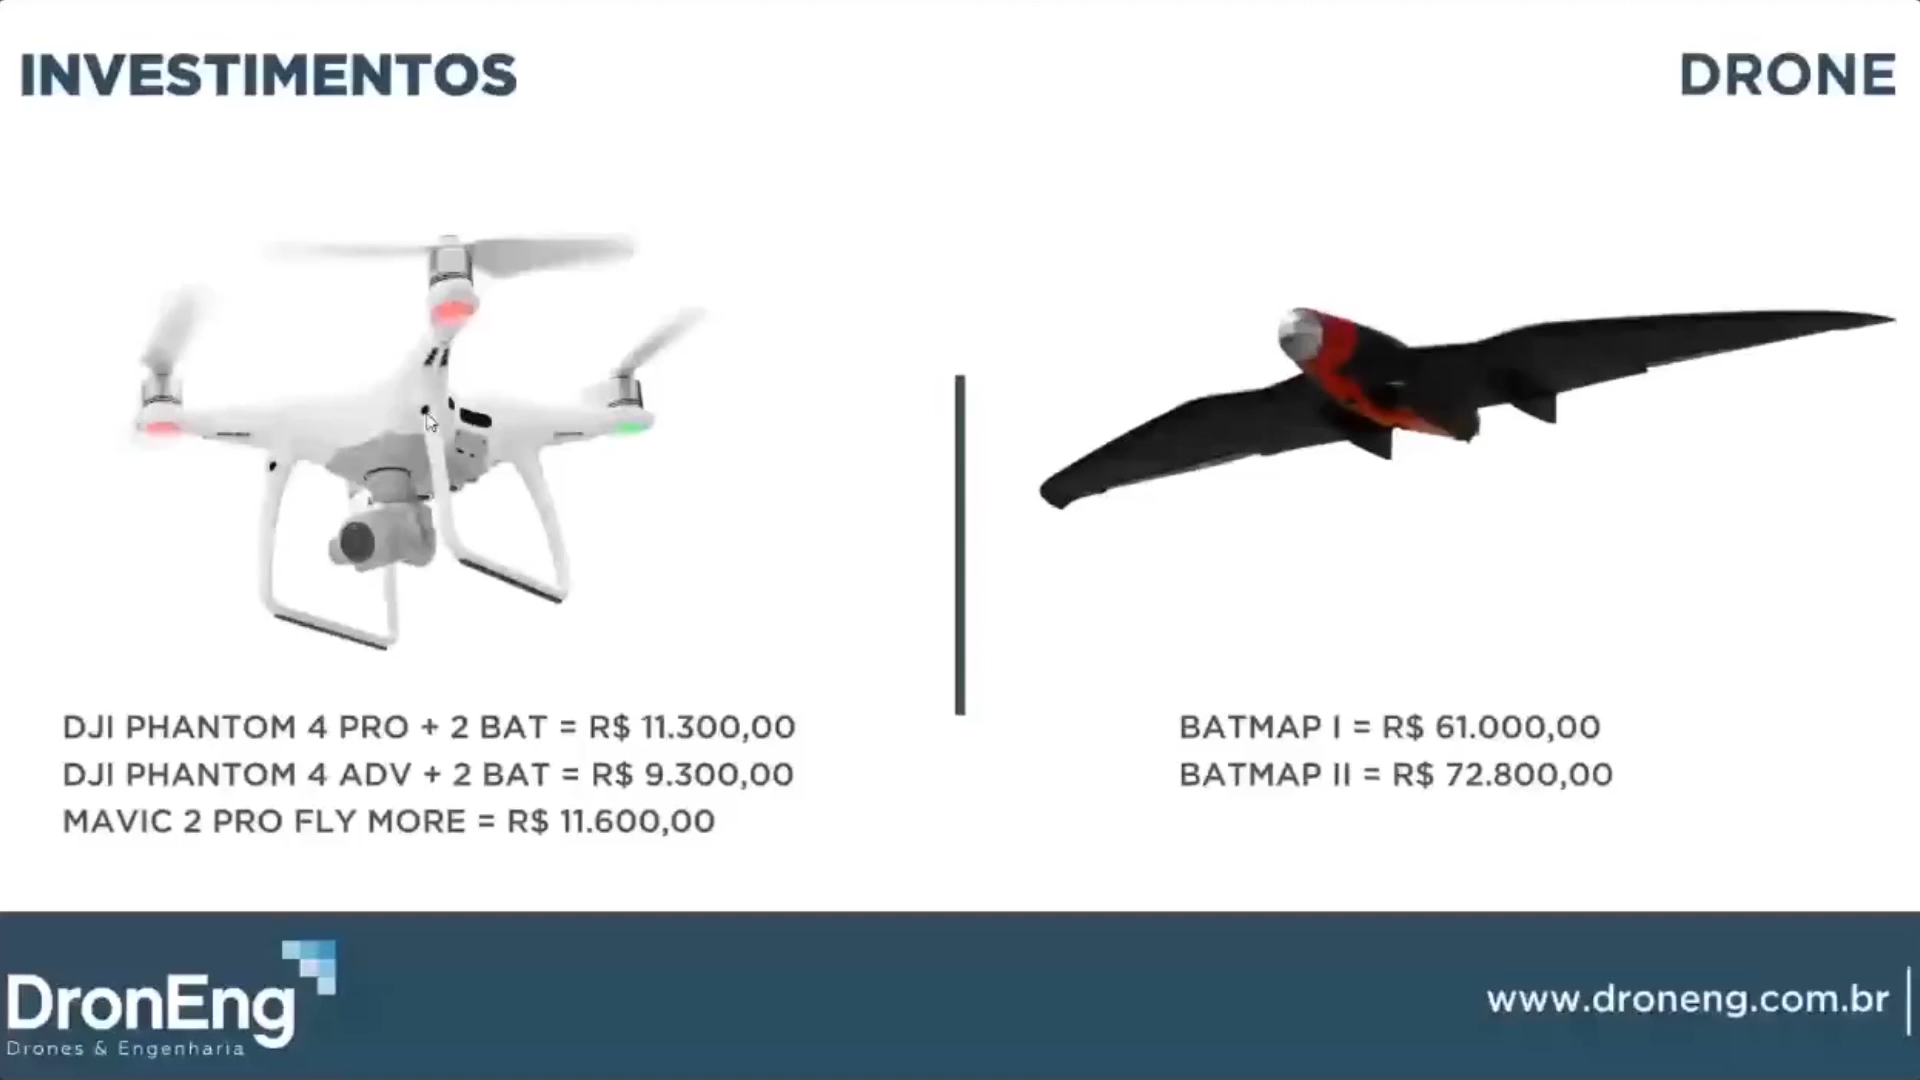 INVESTIMENTOS
DRONE
DJI PHANTOM 4 PRO + 2 BAT = R$ 11.300,00
DJI PHANTOM 4 ADV + 2 BAT = R$ 9.300,00
MAVIC 2 PRO FLY MORE = R$ 11.600,00
BATMAP I = R$ 61.000,00
BATMAP II = R$ 72.800,00
DronEng
Drones & Engenharia
www.droneng.com.br